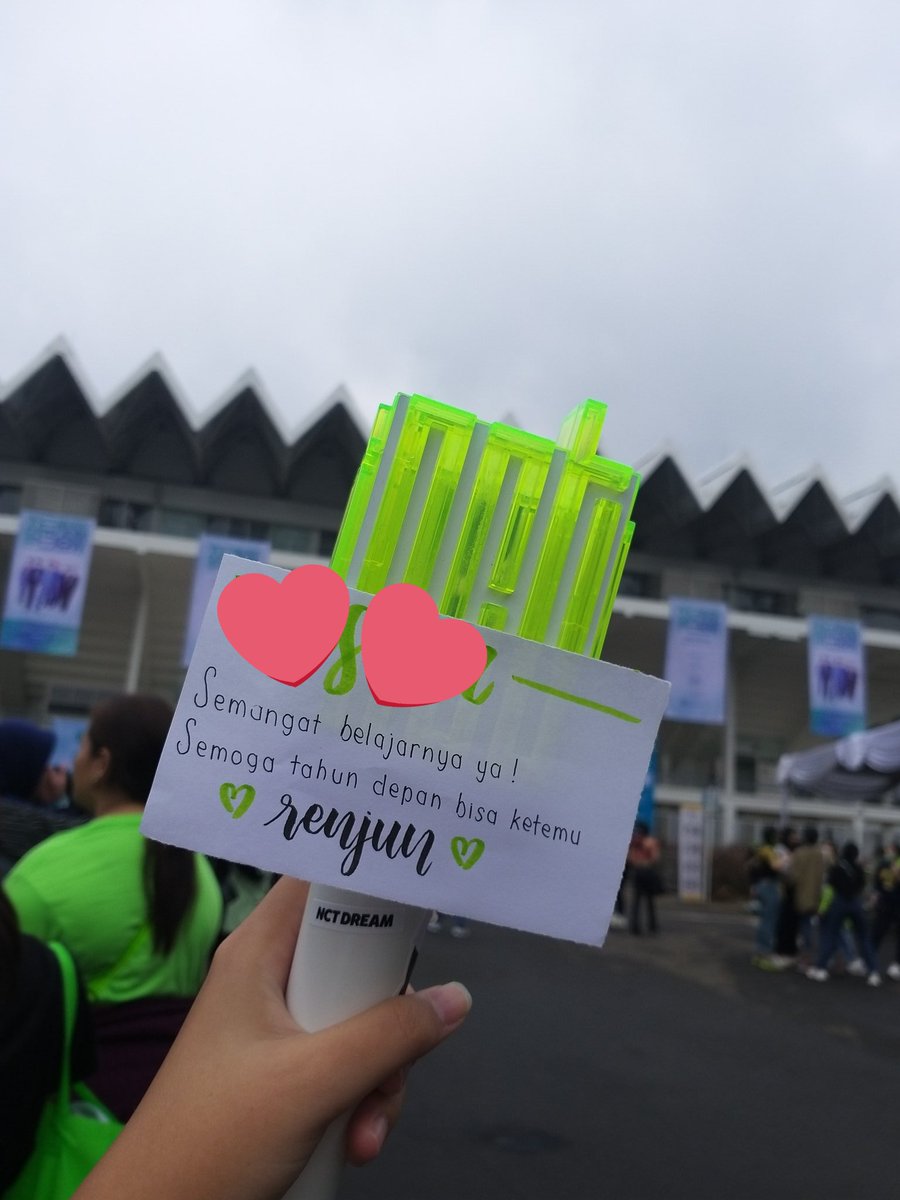 Semangat belajarnya ya!
Semoga tahun depan bisa ketemu
renjun
NCT DREAM